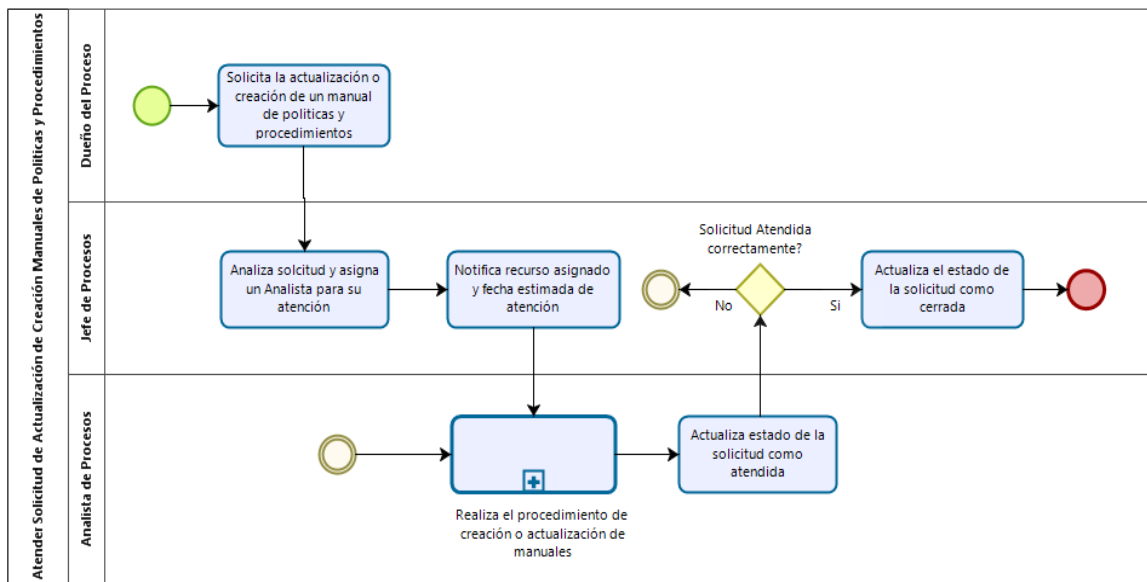 Atender Solicitud de Actualización de Creación Manuales de Políticas y Procedimientos
Dueño del Proceso
Solicita la actualización o
creación de un manual
de politicas y
procedimientos
Jefe de Procesos
Analiza solcitud y asigna
un Analista para su
atención
Notifica recurso asignado
y fecha estimada de
atención
Solicitud Atendida
correctamente?
No
Si
Actualiza el estado de
la solicitud como
cerrada
Analista de Procesos
Realiza el procedimiento de
creación o actualización de
manuales
Actualiza estado de la
solicitud como
atendida